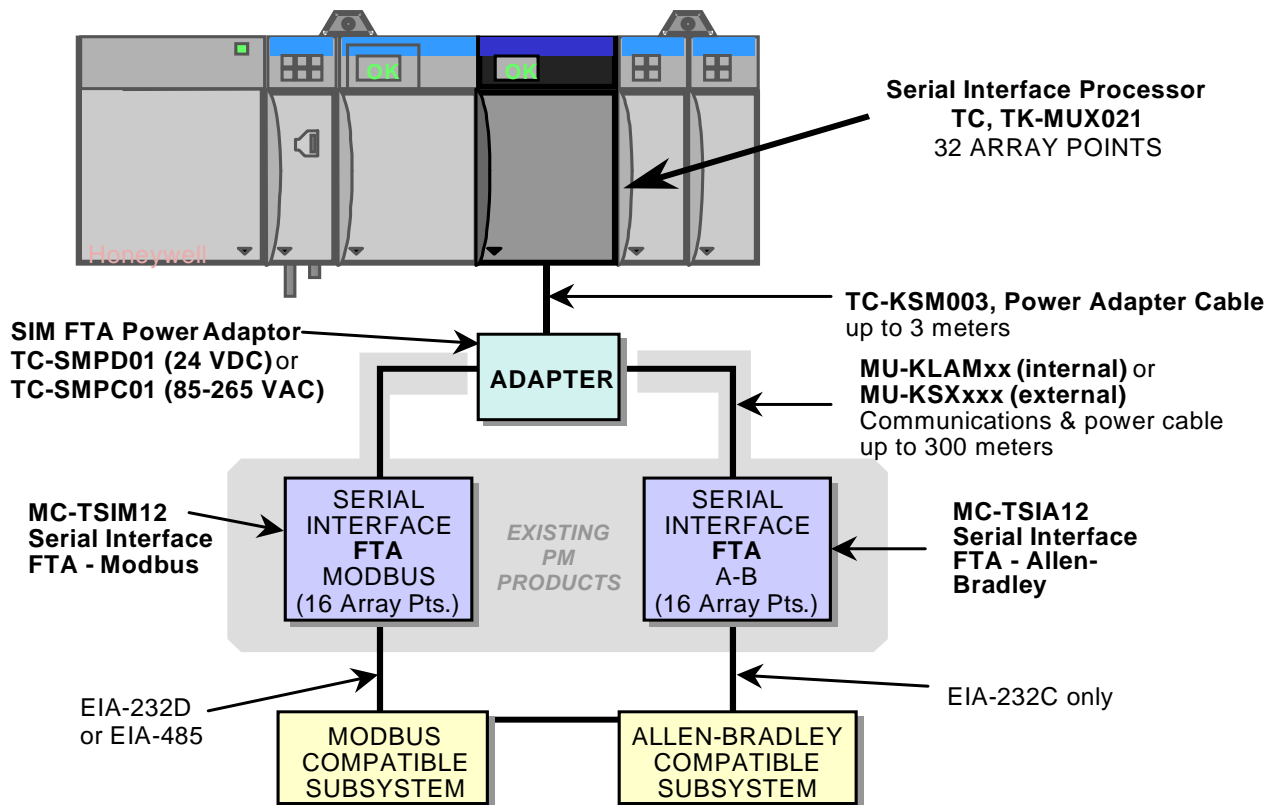 OK
OK
Honeywell
Serial Interface Processor
TC, TK-MUX021
32 ARRAY POINTS
TC-KSM003, Power Adapter Cable
up to 3 meters
SIM FTA Power Adaptor
TC-SMPD01 (24 VDC) or
TC-SMPC01 (85-265 VAC)
ADAPTER
MU-KLAMxx (internal) or
MU-KSXxxx (external)
Communications & power cable
up to 300 meters
MC-TSIM12
Serial Interface
FTA - Modbus
SERIAL
INTERFACE
FTA
MODBUS
(16 Array Pts.)
EXISTING
PM
PRODUCTS
SERIAL
INTERFACE
FTA
A-B
(16 Array Pts.)
MC-TSIA12
Serial Interface
FTA - Allen-
Bradley
EIA-232D
or EIA-485
EIA-232C only
MODBUS
COMPATIBLE
SUBSYSTEM
ALLEN-BRADLEY
COMPATIBLE
SUBSYSTEM